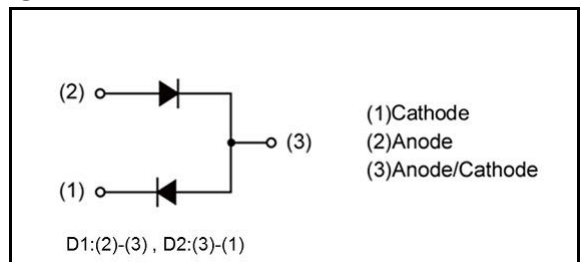 (2)
(3)
(1)
(1)Cathode
(2)Anode
(3)Anode/Cathode
D1:(2)-(3) , D2:(3)-(1)